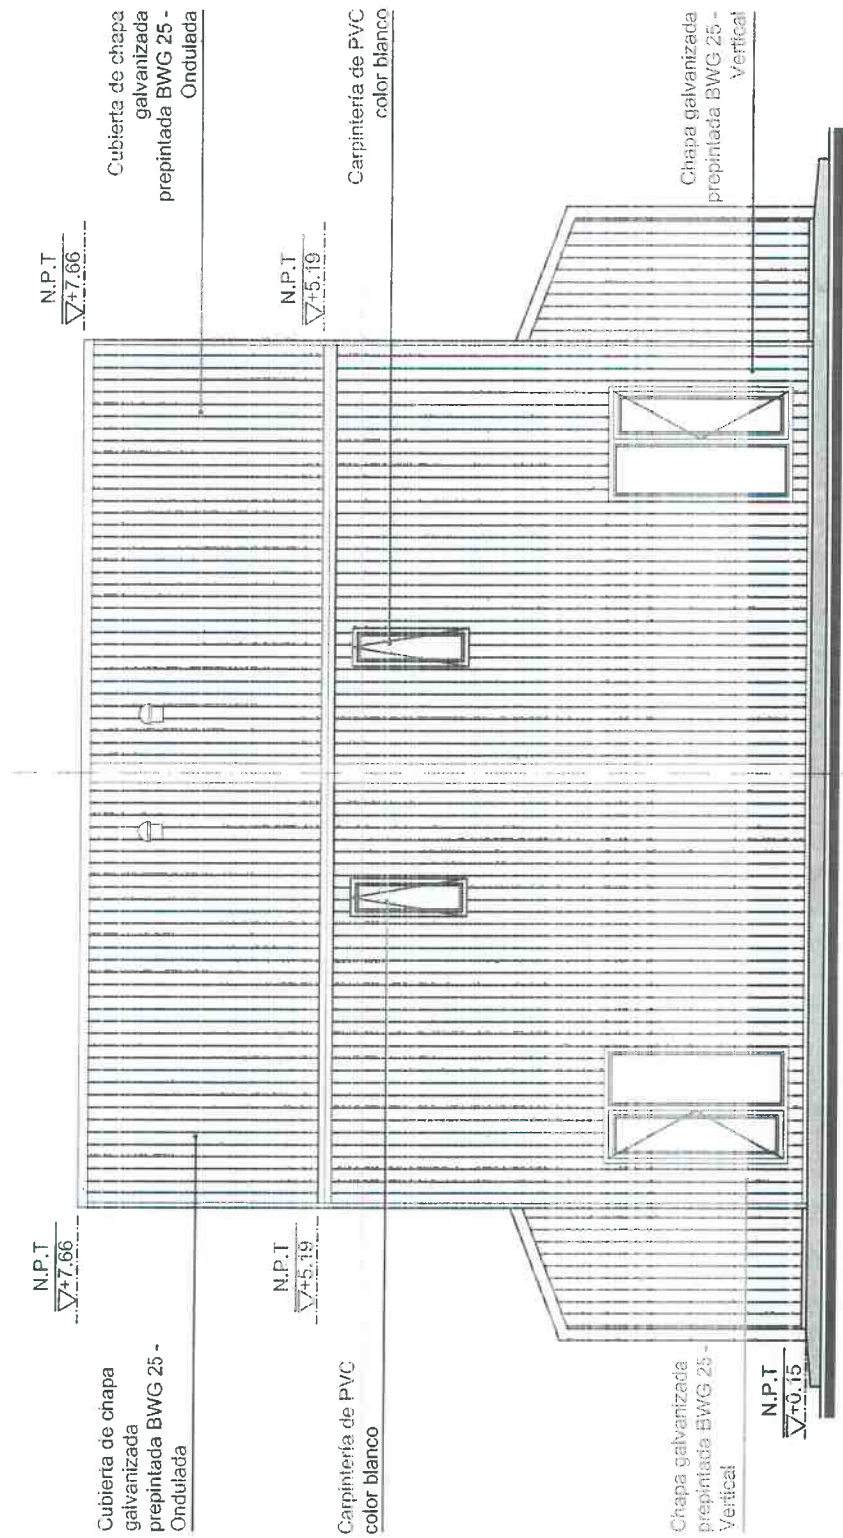 Cubierta de chapa
galvanizada
prepintada BWG 25 -
Ondulada
N.P.T
+7.66
N.P.T
+5.19
Carpintería de PVC
color blanco
Chapa galvanizada
prepintada BWG 25 -
Vertical
N.P.T
+0.15
N.P.T
+7.66
Cubierta de chapa
galvanizada
prepintada BWG 25 -
Ondulada
N.P.T
+5.19
Carpintería de PVC
color blanco
Chapa galvanizada
prepintada BWG 25 -
Vertical